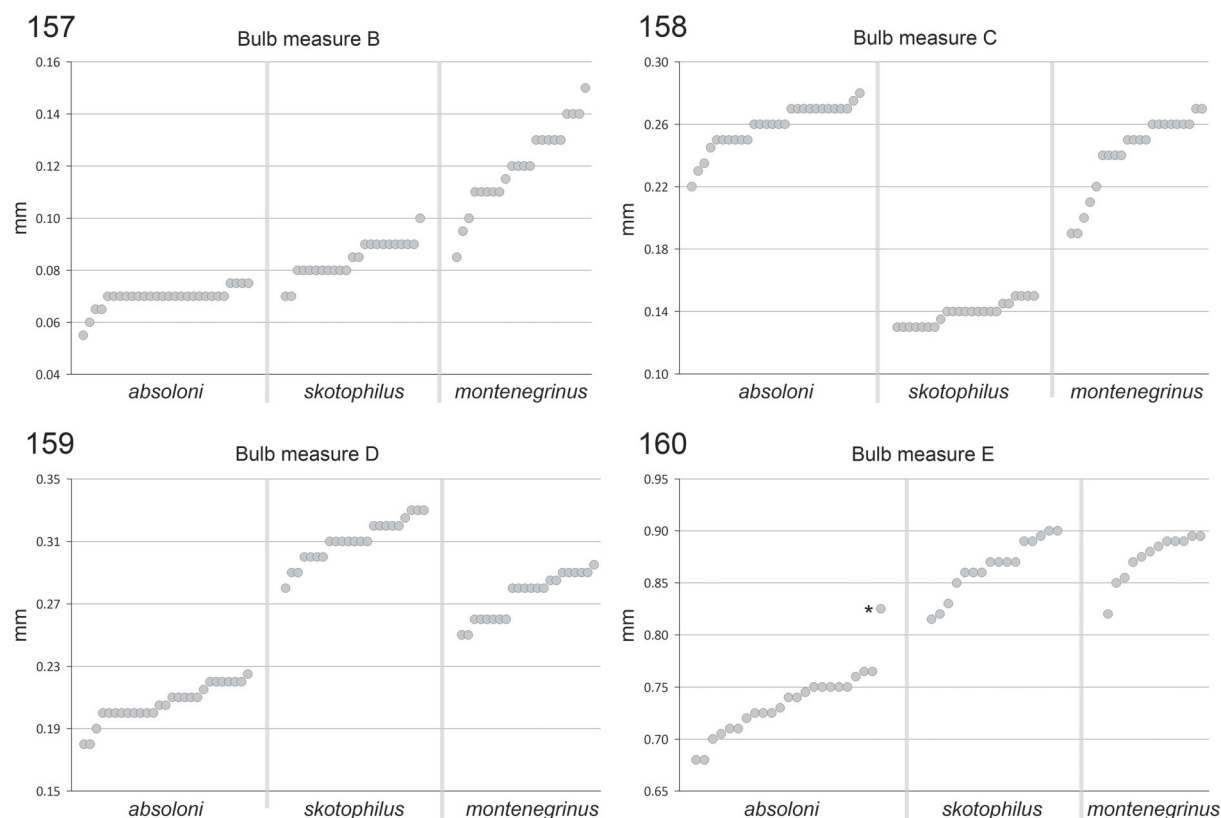 157
Bulb measure B
0.16
0.14
0.12
0.10
0.08
0.06
0.04
mm
absoloni skotophilus montenegrinus
158
Bulb measure C
0.30
0.26
0.22
0.18
0.14
0.10
mm
absoloni skotophilus montenegrinus
159
Bulb measure D
0.35
0.31
0.27
0.23
0.19
0.15
mm
absoloni skotophilus montenegrinus
160
Bulb measure E
0.95
0.90
0.85
0.80
0.75
0.70
0.65
mm
*
absoloni skotophilus montenegrinus